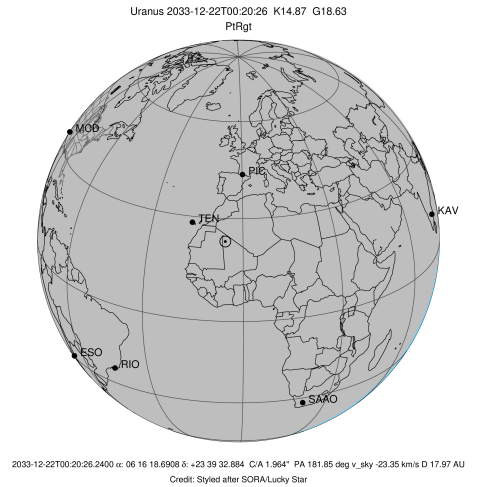 Uranus 2033-12-22T00:20:26  K14.87  G18.63
PtRgt
MOD
PIC
TEN
KAV
ESO
RIO
SAAO
2033-12-22T00:20:26.2400 α: 06 16 18.6908 δ: +23 39 32.884  C/A 1.964"  PA 181.85 deg v_sky -23.35 km/s D 17.97 AU
Credit: Styled after SORA/Lucky Star